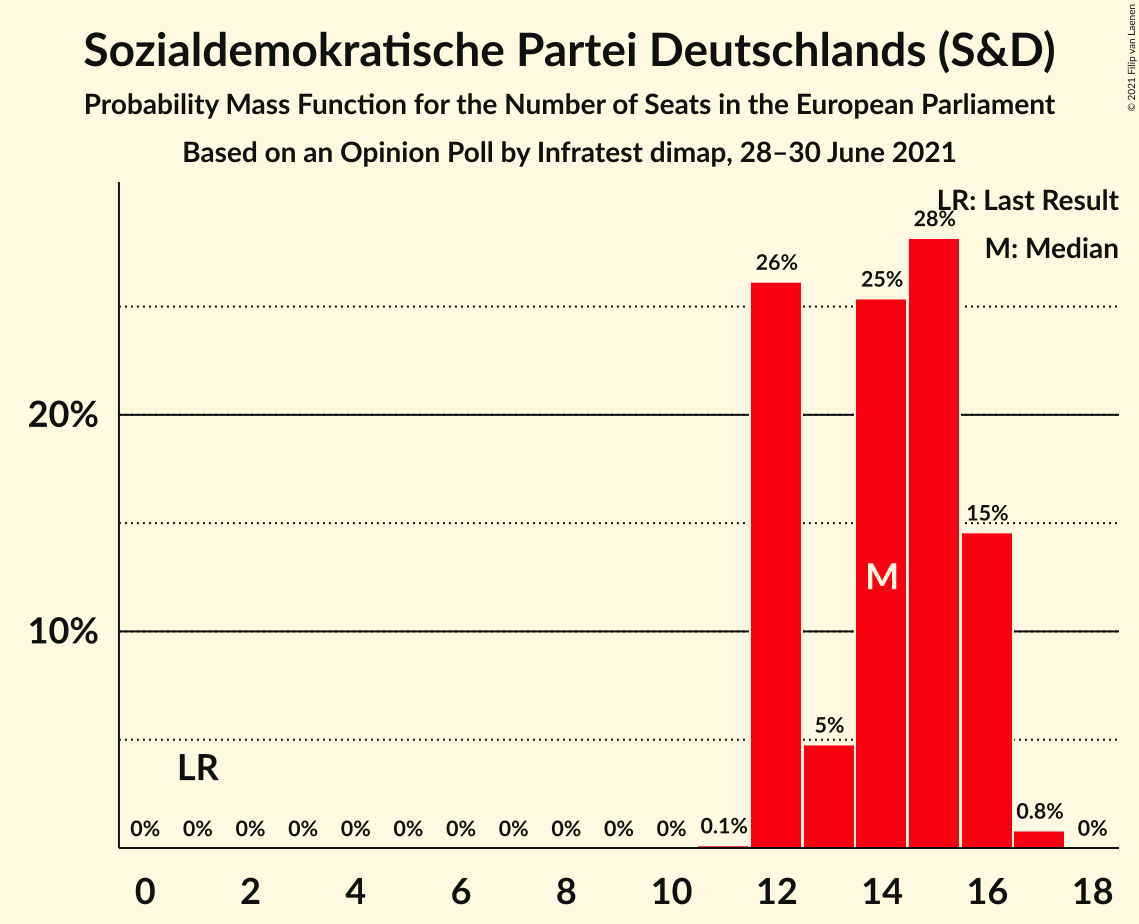 Sozialdemokratische Partei Deutschlands (S&D)
Probability Mass Function for the Number of Seats in the European Parliament
Based on an Opinion Poll by Infratest dimap, 28–30 June 2021
© 2021 Filip van Laenen
LR: Last Result
M: Median
28%
26%
25%
20%
15%
M
10%
5%
LR
0% 0% 0% 0% 0% 0% 0% 0% 0% 0% 0% 0.1% 0.8% 0%
0 2 4 6 8 10 12 14 16 18